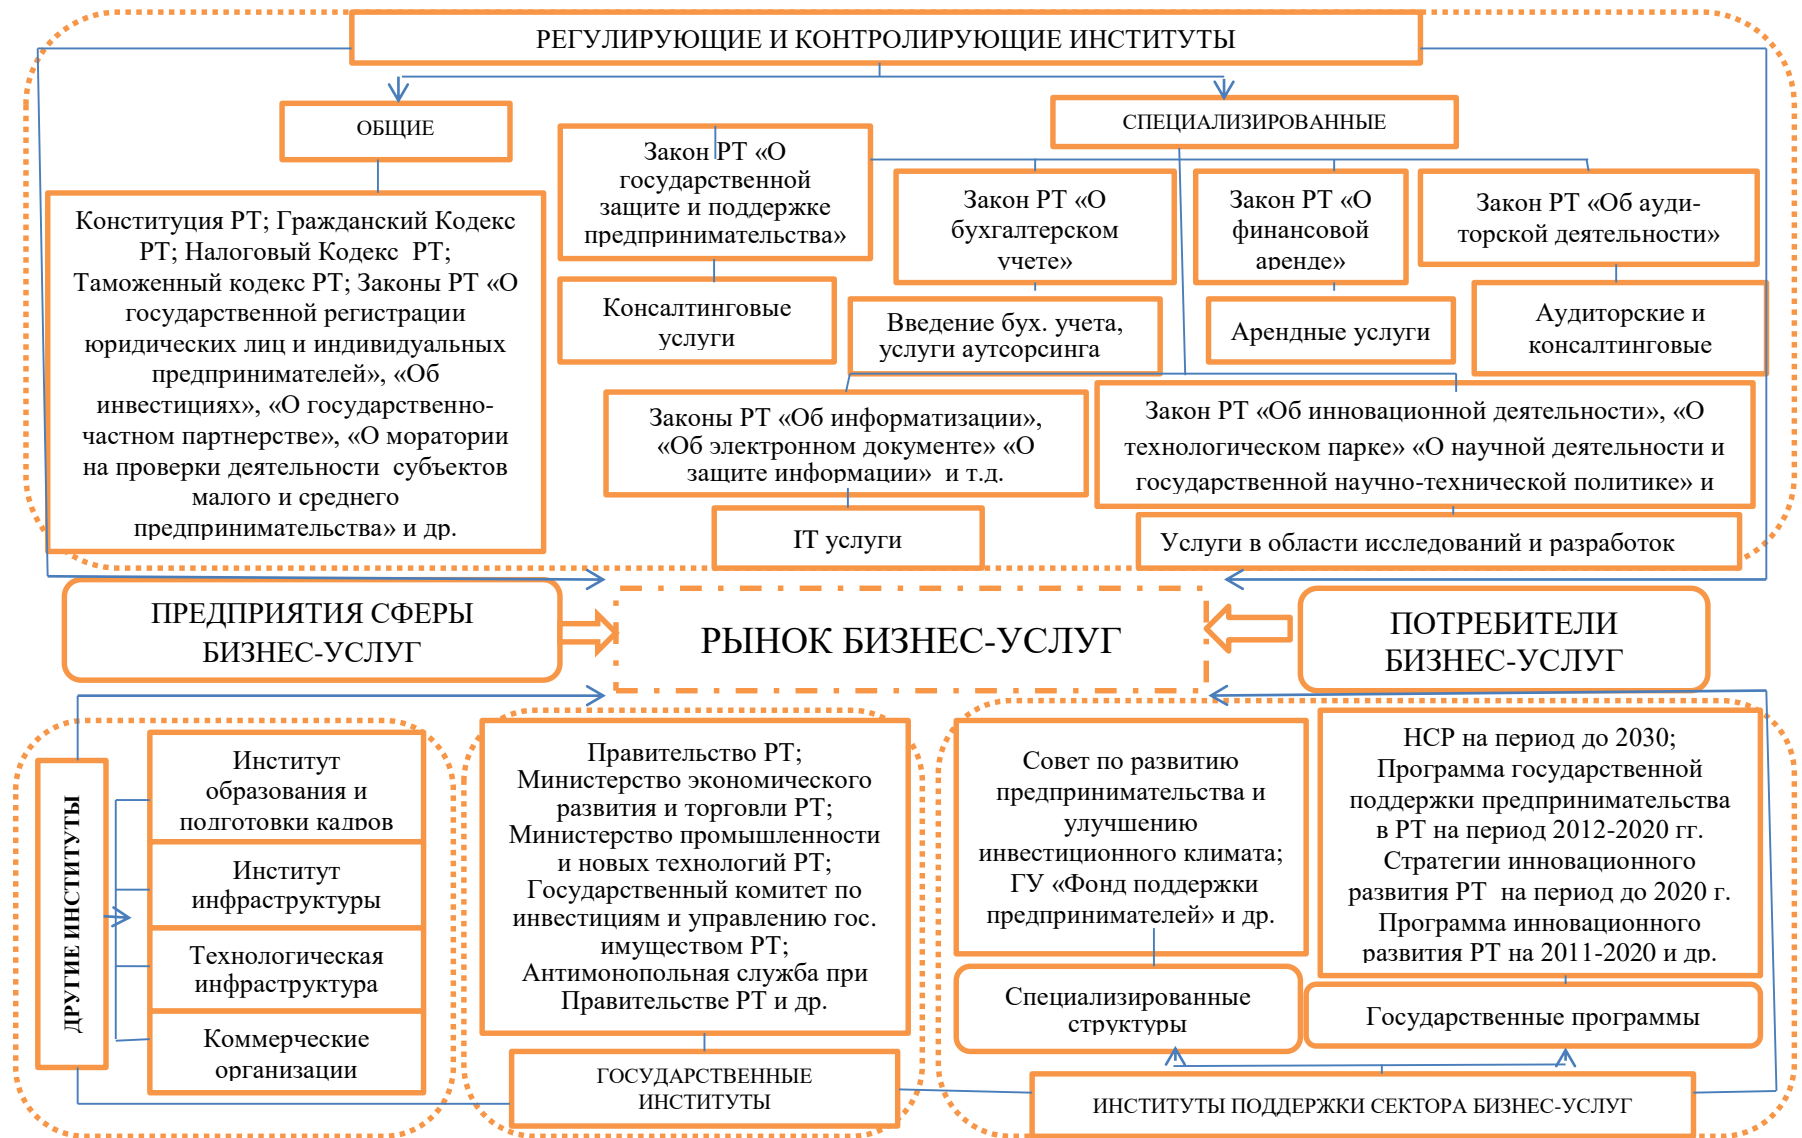 РЕГУЛИРУЮЩИЕ И КОНТРОЛИРУЮЩИЕ ИНСТИТУТЫ
ОБЩИЕ
СПЕЦИАЛИЗИРОВАННЫЕ
Конституция РТ; Гражданский Кодекс
РТ; Налоговый Кодекс РТ;
Таможенный кодекс РТ; Законы РТ «О
государственной регистрации
юридических лиц и индивидуальных
предпринимателей», «Об
инвестициях», «О государственно-
частном партнерстве», «О моратории
на проверки деятельности субъектов
малого и среднего
предпринимательства» и др.
Закон РТ «О
государственной
защите и поддержке
предпринимательства»
Консалтинговые
услуги
Закон РТ «О
бухгалтерском
учете»
Введение бух. учета,
услуги аутсорсинга
Закон РТ «О
финансовой
аренде»
Арендные услуги
Закон РТ «Об ауди-
торской деятельности»
Аудиторские и
консалтинговые
Законы РТ «Об информатизации»,
«Об электронном документе» «О
защите информации» и т.д.
IT услуги
Закон РТ «Об инновационной деятельности», «О
технологическом парке» «О научной деятельности и
государственной научно-технической политике» и
Услуги в области исследований и разработок
ПРЕДПРИЯТИЯ СФЕРЫ
БИЗНЕС-УСЛУГ
РЫНОК БИЗНЕС-УСЛУГ
ПОТРЕБИТЕЛИ
БИЗНЕС-УСЛУГ
ДРУГИЕ ИНСТИТУТЫ
Институт
образования и
подготовки кадров
Институт
инфраструктуры
Технологическая
инфраструктура
Коммерческие
организации
Правительство РТ;
Министерство экономического
развития и торговли РТ;
Министерство промышленности
и новых технологий РТ;
Государственный комитет по
инвестициям и управлению гос.
имуществом РТ;
Антимонопольная служба при
Правительстве РТ и др.
ГОСУДАРСТВЕННЫЕ
ИНСТИТУТЫ
Совет по развитию
предпринимательства и
улучшению
инвестиционного климата;
ГУ «Фонд поддержки
предпринимателей» и др.
Специализированные
структуры
НСР на период до 2030;
Программа государственной
поддержки предпринимательства
в РТ на период 2012-2020 гг.
Стратегии инновационного
развития РТ на период до 2020 г.
Программа инновационного
развития РТ на 2011-2020 и др.
Государственные программы
ИНСТИТУТЫ ПОДДЕРЖКИ СЕКТОРА БИЗНЕС-УСЛУГ